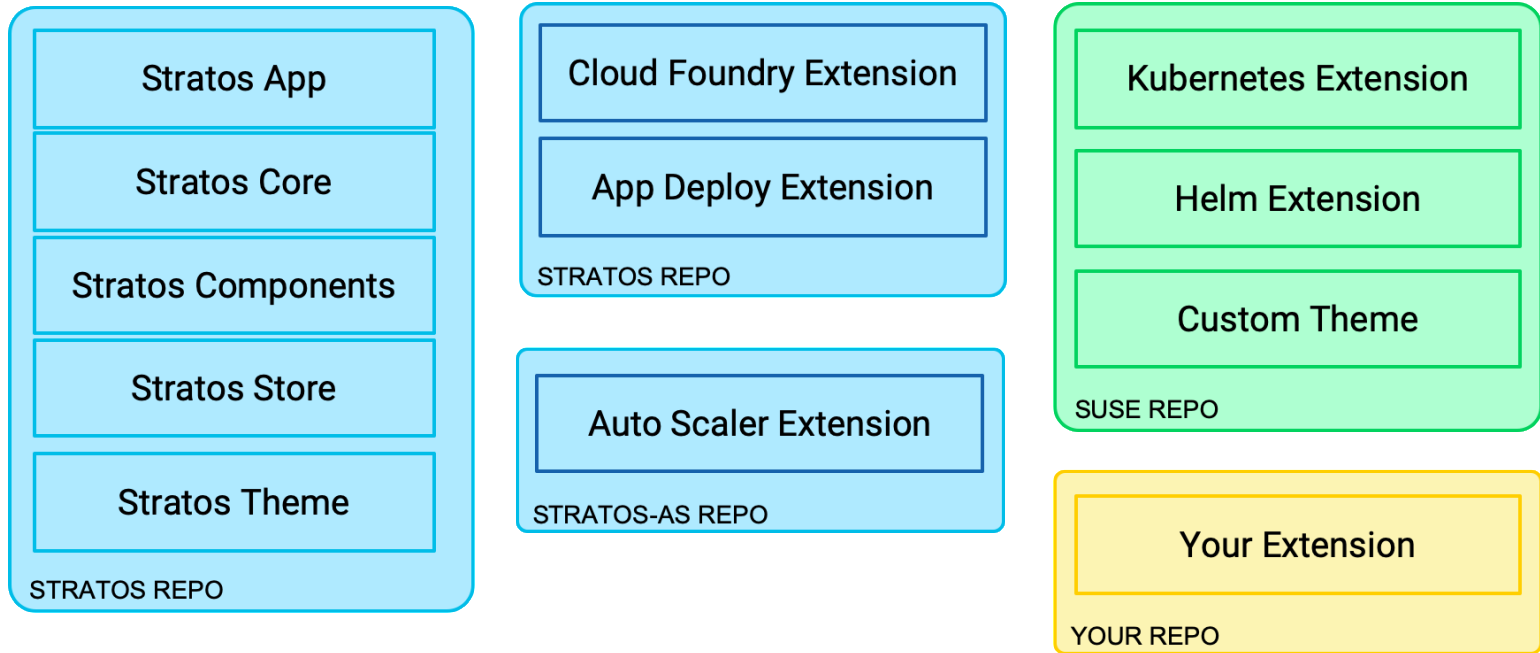 Stratos App
Stratos Core
Stratos Components
Stratos Store
Stratos Theme
STRATOS REPO
Cloud Foundry Extension
App Deploy Extension
STRATOS REPO
Auto Scaler Extension
STRATOS-AS REPO
Kubernetes Extension
Helm Extension
Custom Theme
SUSE REPO
Your Extension
YOUR REPO